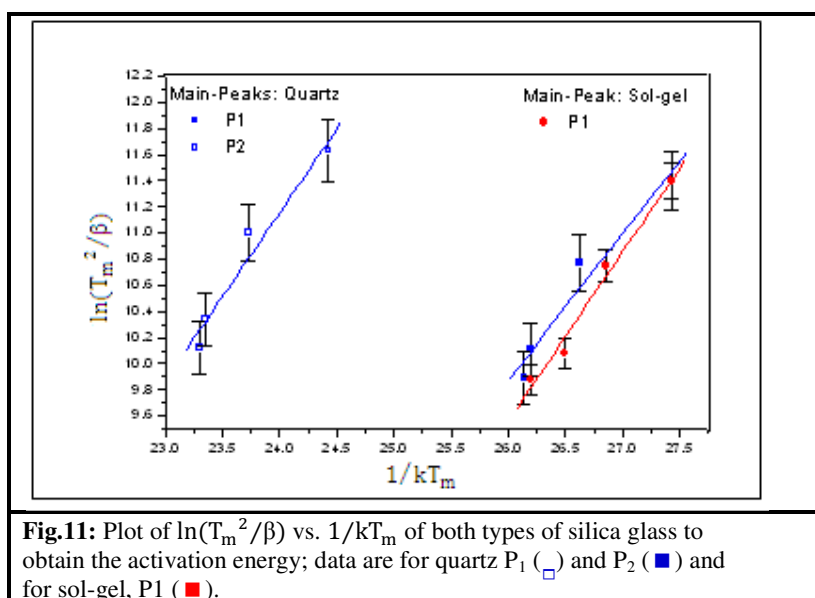 12.2
12.0
11.8
11.6
11.4
11.2
11.0
10.8
10.6
10.4
10.2
10.0
9.8
9.6
ln(Tₘ²/β)
Main-Peaks: Quartz
P1
P2
Main-Peak: Sol-gel
P1
23.0 23.5 24.0 24.5 25.0 25.5 26.0 26.5 27.0 27.5
1/kTₘ
Fig.11: Plot of ln(Tₘ²/β) vs. 1/kTₘ of both types of silica glass to
obtain the activation energy; data are for quartz P₁ (□) and P₂ (■) and
for sol-gel, P1 (■).